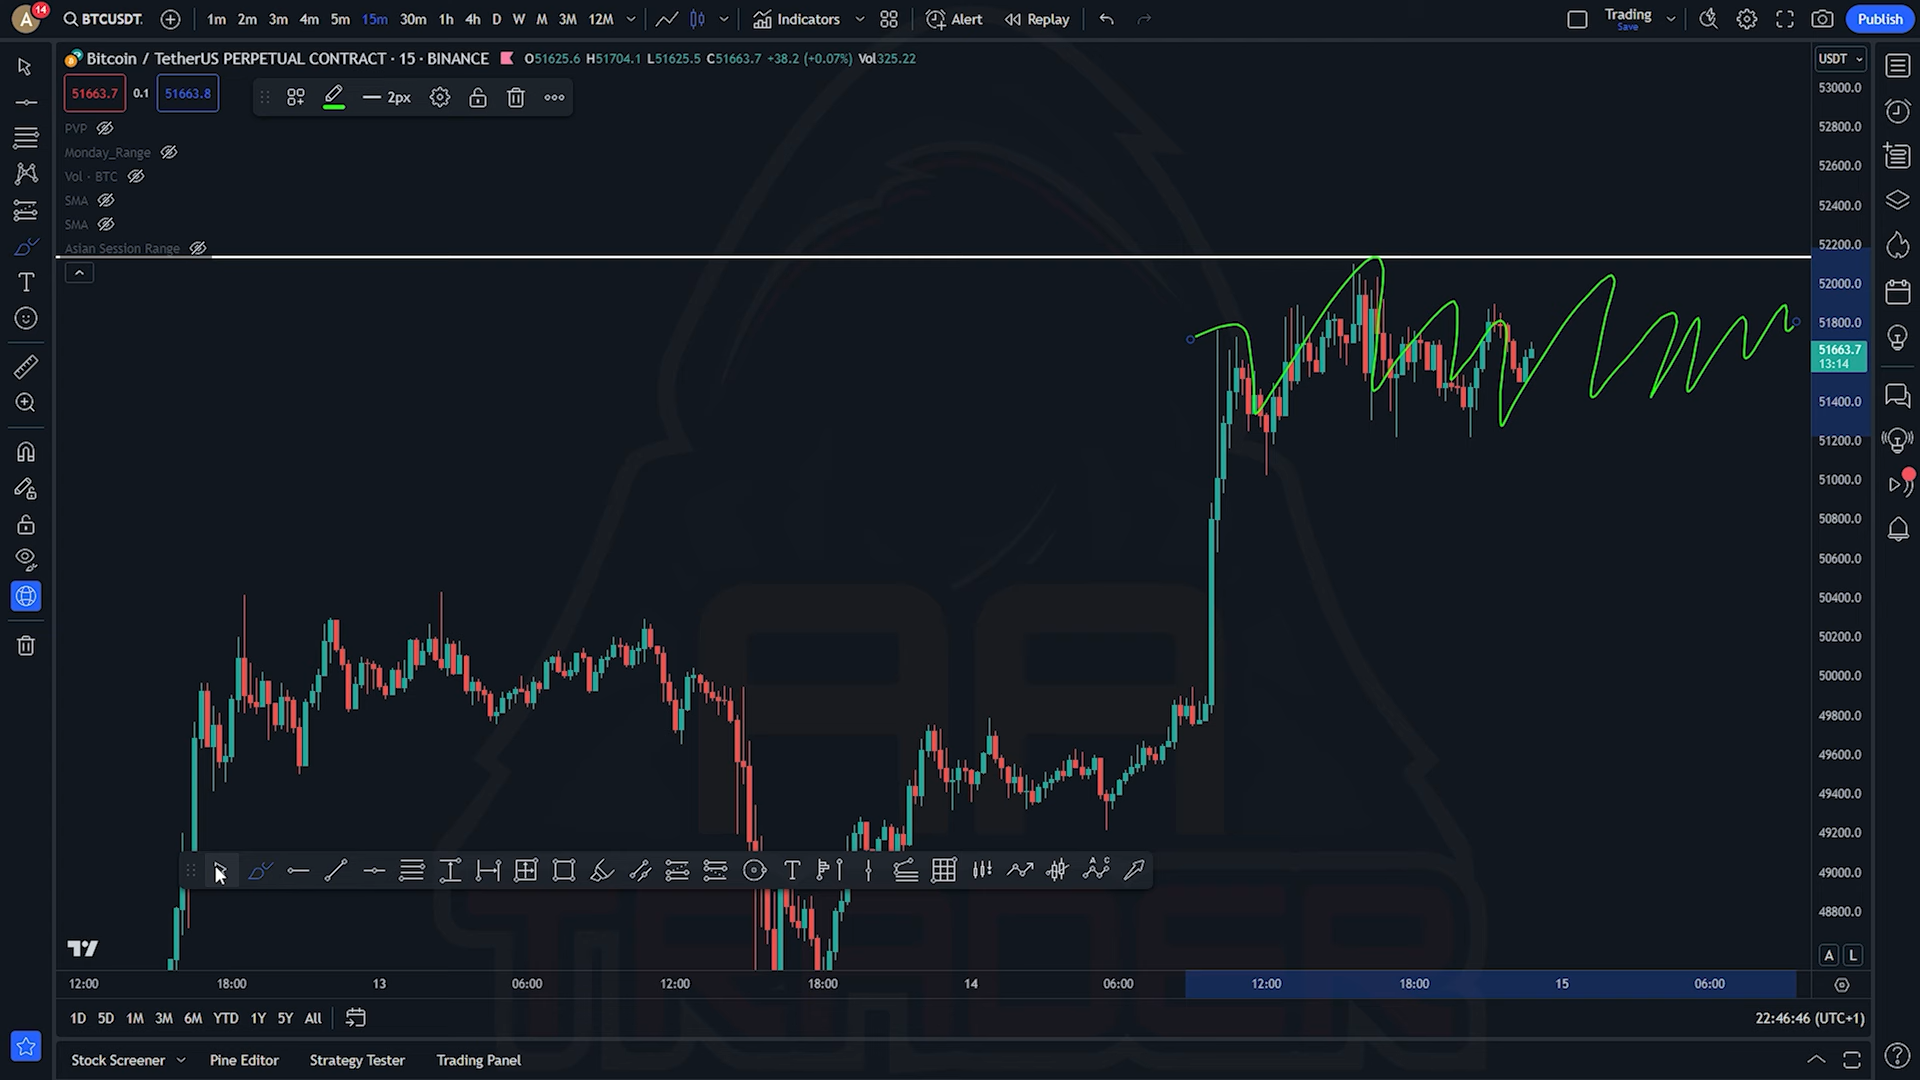 A 14 BTCUSDT. 1m 2m 3m 4m 5m 15m 30m 1h 4h D W M 3M 12M Indicators Alert Replay Trading Save Publish
Bitcoin / TetherUS PERPETUAL CONTRACT · 15 · BINANCE O51625.6 H51704.1 L51625.5 C51663.7 +38.2 (+0.07%) Vol325.22 USDT
51663.7 0.1 51663.8 2px
PVP
Monday_Range
Vol · BTC
SMA
SMA
Asian Session Range
53000.0
52800.0
52600.0
52400.0
52200.0
52000.0
51800.0
51663.7
13:14
51400.0
51200.0
51000.0
50800.0
50600.0
50400.0
50200.0
50000.0
49800.0
49600.0
49400.0
49200.0
49000.0
48800.0
AP
TRADER
A L
12:00 18:00 13 06:00 12:00 18:00 14 06:00 12:00 18:00 15 06:00
1D 5D 1M 3M 6M YTD 1Y 5Y All 22:46:46 (UTC+1)
Stock Screener Pine Editor Strategy Tester Trading Panel